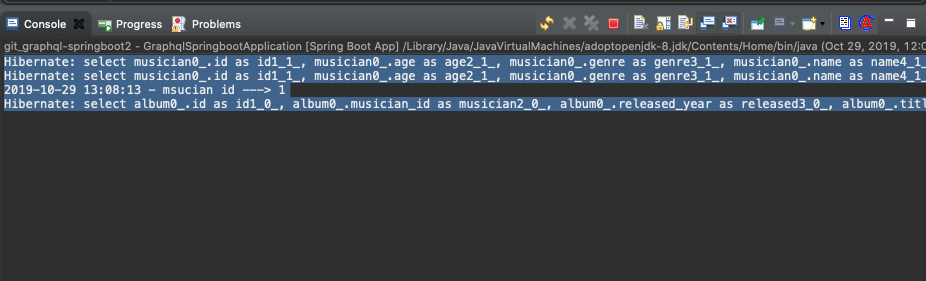 Console Progress Problems
git_graphql-springboot2 - GraphqlSpringbootApplication [Spring Boot App] /Library/Java/JavaVirtualMachines/adoptopenjdk-8.jdk/Contents/Home/bin/java (Oct 29, 2019, 12:0
Hibernate: select musician0_.id as id1_1_, musician0_.age as age2_1_, musician0_.genre as genre3_1_, musician0_.name as name4_1_
Hibernate: select musician0_.id as id1_1_, musician0_.age as age2_1_, musician0_.genre as genre3_1_, musician0_.name as name4_1_
2019-10-29 13:08:13 - msucian id ---> 1
Hibernate: select album0_.id as id1_0_, album0_.musician_id as musician2_0_, album0_.released_year as released3_0_, album0_.titl